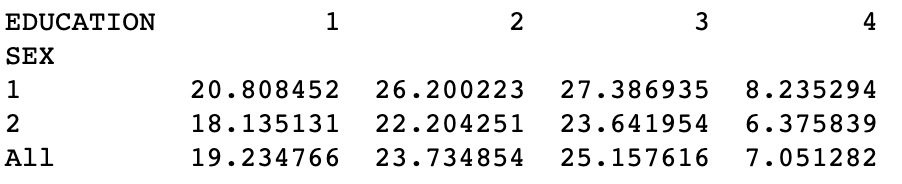 EDUCATION 1 2 3 4
SEX
1 20.808452 26.200223 27.386935 8.235294
2 18.135131 22.204251 23.641954 6.375839
All 19.234766 23.734854 25.157616 7.051282